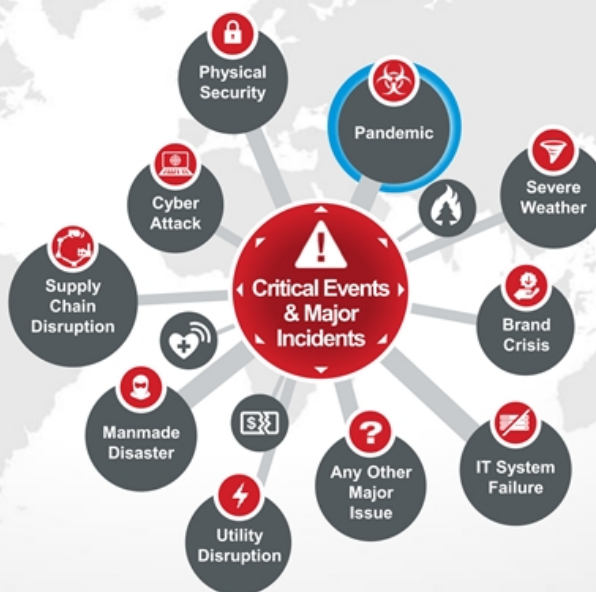 Physical
Security
Pandemic
Severe
Weather
Cyber
Attack
Critical Events
& Major
Incidents
Supply
Chain
Disruption
Brand
Crisis
Manmade
Disaster
$
?
Any Other
Major
Issue
IT System
Failure
Utility
Disruption